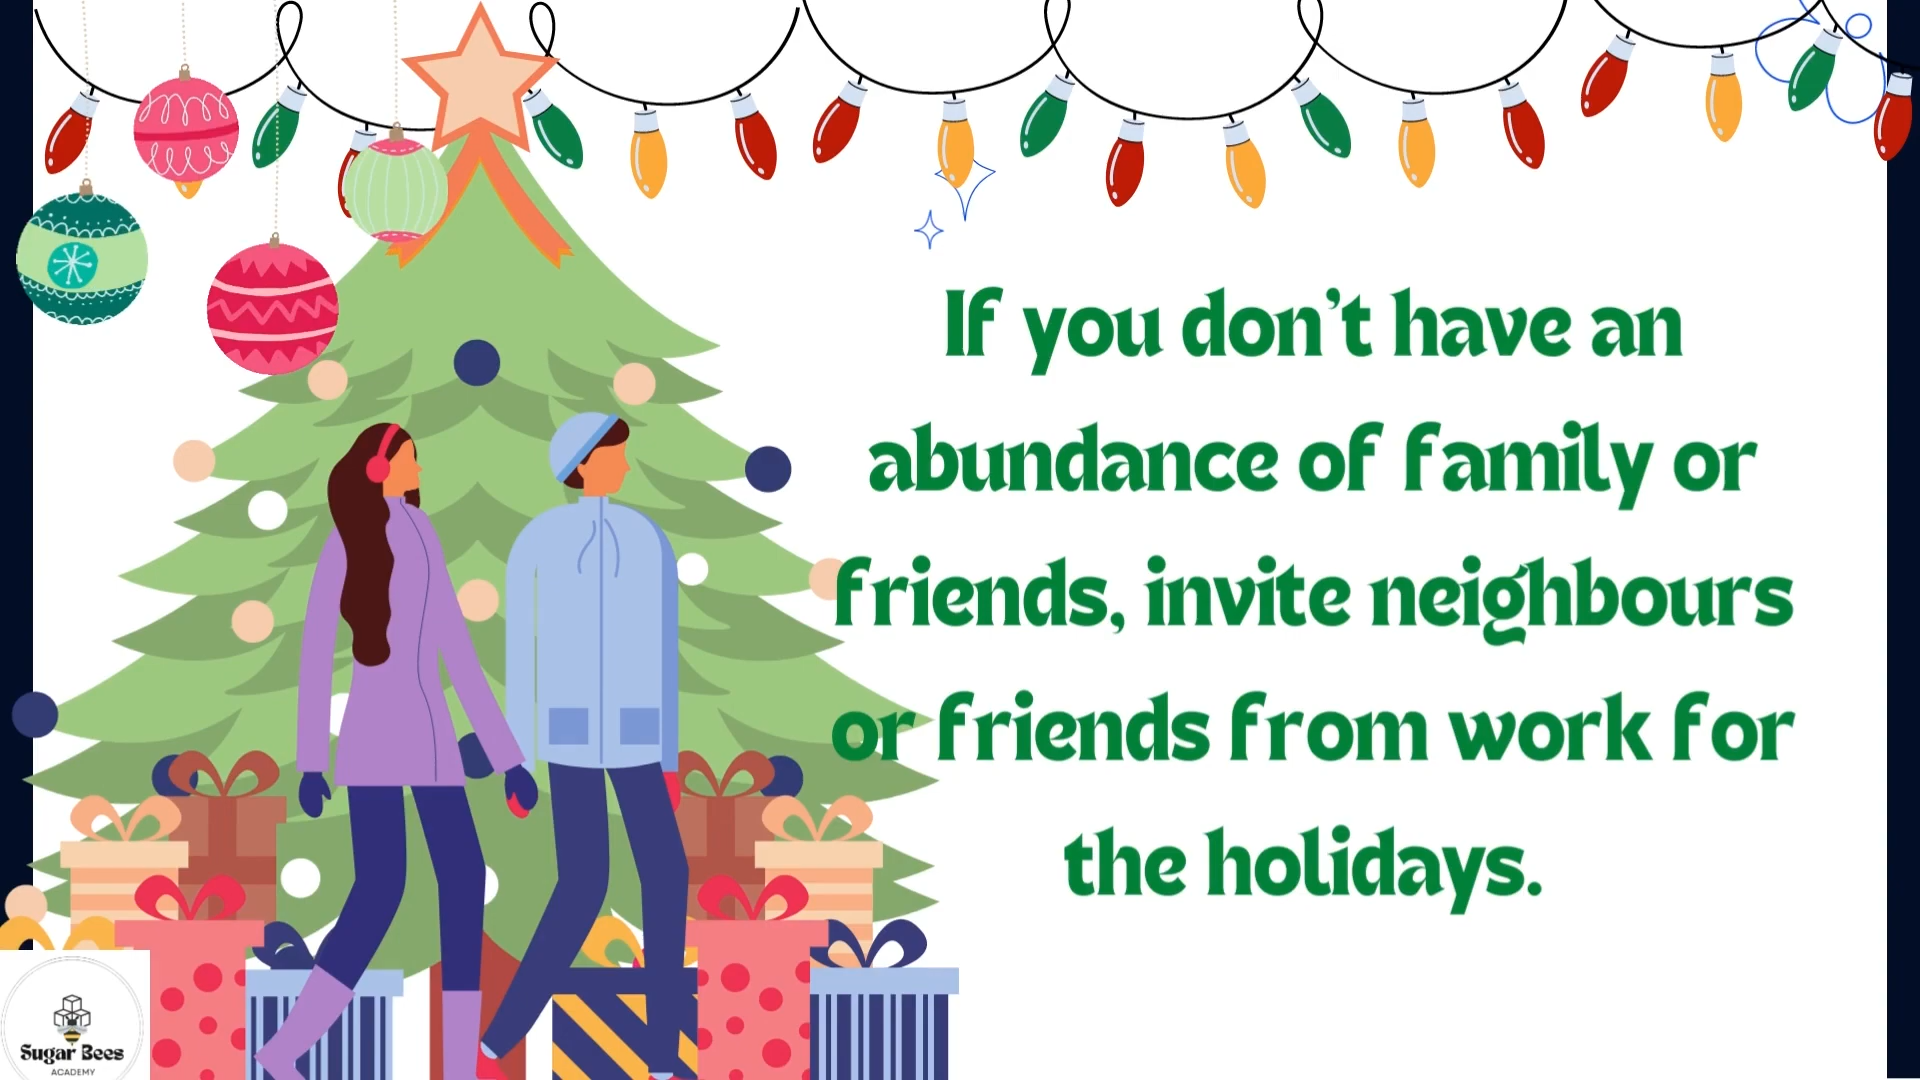 If you don't have an
abundance of family or
friends, invite neighbours
or friends from work for
the holidays.
Sugar Bees
ACADEMY